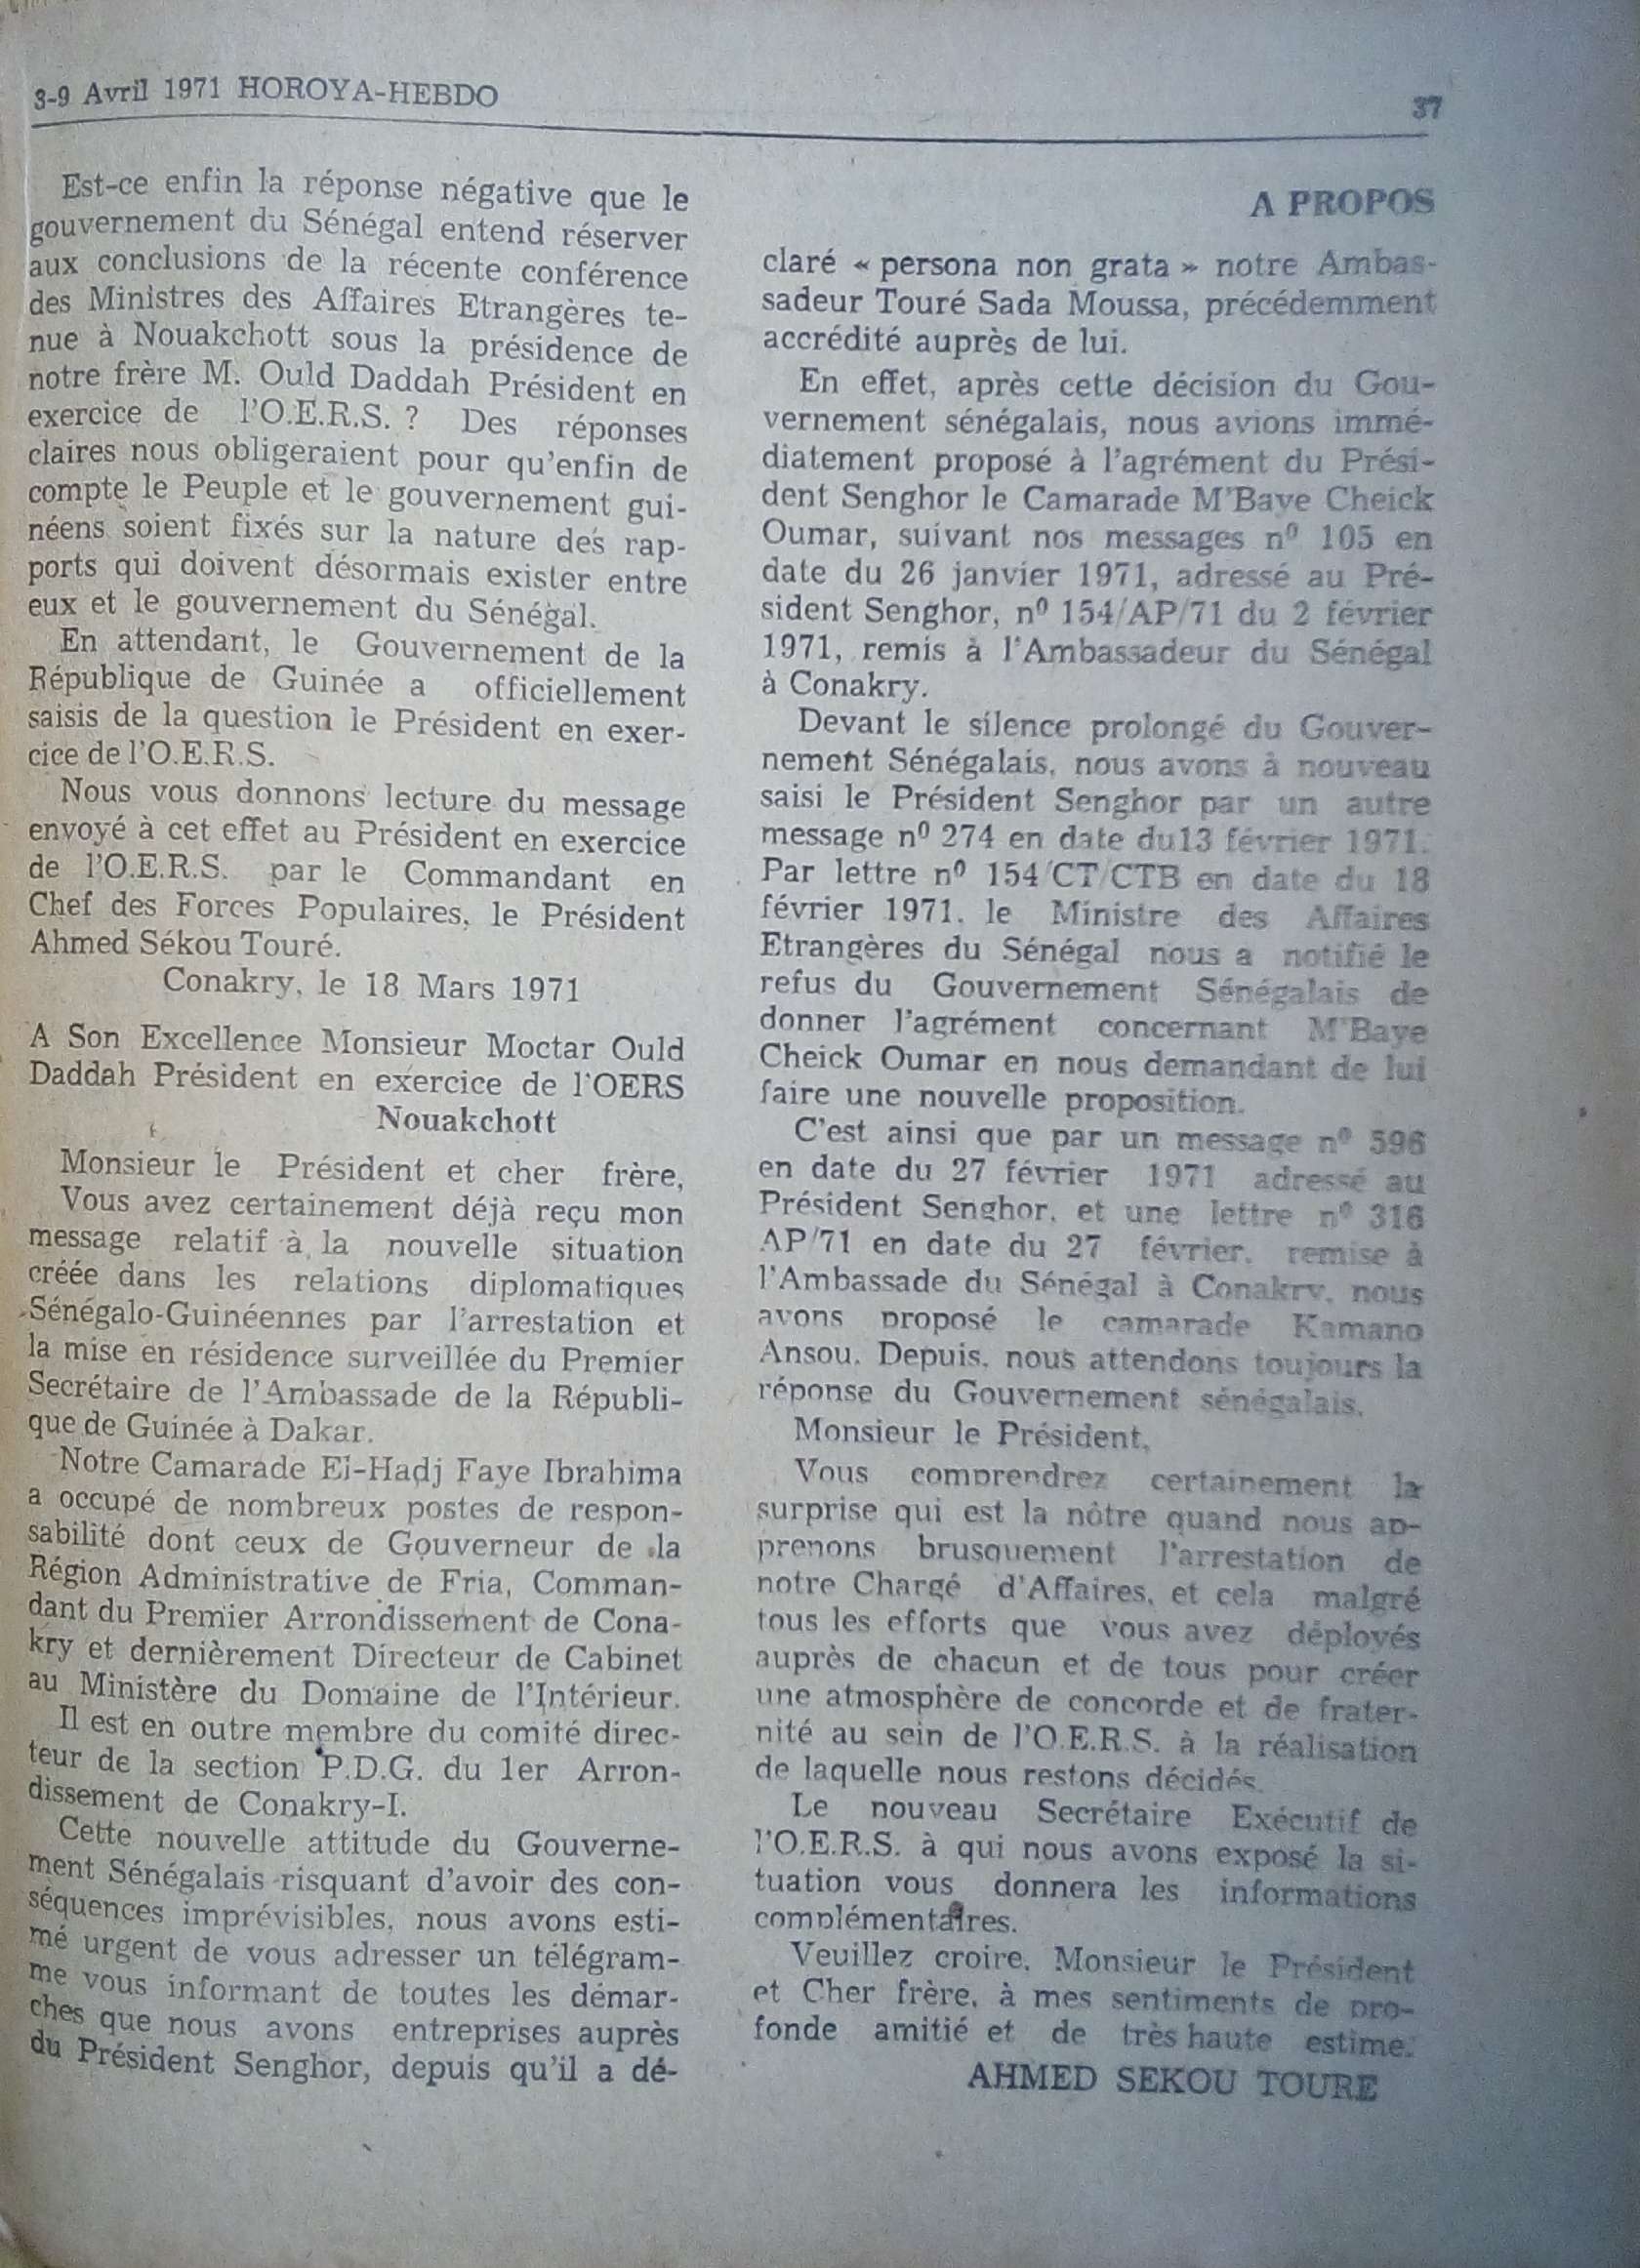 3-9 Avril 1971 HOROYA-HEBDO
37
Est-ce enfin la réponse négative que le
gouvernement du Sénégal entend réserver
aux conclusions de la récente conférence
des Ministres des Affaires Etrangères te-
nue à Nouakchott sous la présidence de
notre frère M. Ould Daddah Président en
exercice de l'O.E.R.S. ? Des réponses
claires nous obligeraient pour qu'enfin de
compte le Peuple et le gouvernement gui-
néens soient fixés sur la nature des rap-
ports qui doivent désormais exister entre
eux et le gouvernement du Sénégal.
En attendant, le Gouvernement de la
République de Guinée a officiellement
saisis de la question le Président en exer-
cice de l'O.E.R.S.
Nous vous donnons lecture du message
envoyé à cet effet au Président en exercice
de l'O.E.R.S. par le Commandant en
Chef des Forces Populaires, le Président
Ahmed Sékou Touré.
Conakry, le 18 Mars 1971
A Son Excellence Monsieur Moctar Ould
Daddah Président en exercice de l'OERS
Nouakchott
Monsieur le Président et cher frère,
Vous avez certainement déjà reçu mon
message relatif à la nouvelle situation
créée dans les relations diplomatiques
Sénégalo-Guinéennes par l'arrestation et
la mise en résidence surveillée du Premier
Secrétaire de l'Ambassade de la Républi-
que de Guinée à Dakar.
Notre Camarade El-Hadj Faye Ibrahima
a occupé de nombreux postes de respon-
sabilité dont ceux de Gouverneur de la
Région Administrative de Fria, Comman-
dant du Premier Arrondissement de Cona-
kry et dernièrement Directeur de Cabinet
au Ministère du Domaine de l'Intérieur.
Il est en outre membre du comité direc-
teur de la section P.D.G. du 1er Arron-
dissement de Conakry-I.
Cette nouvelle attitude du Gouverne-
ment Sénégalais risquant d'avoir des con-
séquences imprévisibles, nous avons esti-
mé urgent de vous adresser un télégram-
me vous informant de toutes les démar-
ches que nous avons entreprises auprès
du Président Senghor, depuis qu'il a dé-
A PROPOS
claré « persona non grata » notre Ambas-
sadeur Touré Sada Moussa, précédemment
accrédité auprès de lui.
En effet, après cette décision du Gou-
vernement sénégalais, nous avions immé-
diatement proposé à l'agrément du Prési-
dent Senghor le Camarade M'Baye Cheick
Oumar, suivant nos messages nº 105 en
date du 26 janvier 1971, adressé au Pré-
sident Senghor, nº 154/AP/71 du 2 février
1971, remis à l'Ambassadeur du Sénégal
à Conakry.
Devant le silence prolongé du Gouver-
nement Sénégalais, nous avons à nouveau
saisi le Président Senghor par un autre
message nº 274 en date du13 février 1971.
Par lettre nº 154/CT/CTB en date du 18
février 1971, le Ministre des Affaires
Etrangères du Sénégal nous a notifié le
refus du Gouvernement Sénégalais de
donner l'agrément concernant M'Baye
Cheick Oumar en nous demandant de lui
faire une nouvelle proposition.
C'est ainsi que par un message nº 596
en date du 27 février 1971 adressé au
Président Senghor, et une lettre nº 316
AP/71 en date du 27 février, remise à
l'Ambassade du Sénégal à Conakry, nous
avons proposé le camarade Kamano
Ansou. Depuis, nous attendons toujours la
réponse du Gouvernement sénégalais.
Monsieur le Président,
Vous comprendrez certainement la
surprise qui est la nôtre quand nous ap-
prenons brusquement l'arrestation de
notre Chargé d'Affaires, et cela malgré
tous les efforts que vous avez déployés
auprès de chacun et de tous pour créer
une atmosphère de concorde et de frater-
nité au sein de l'O.E.R.S. à la réalisation
de laquelle nous restons décidés.
Le nouveau Secrétaire Exécutif de
l'O.E.R.S. à qui nous avons exposé la si-
tuation vous donnera les informations
complémentaires.
Veuillez croire, Monsieur le Président
et Cher frère, à mes sentiments de pro-
fonde amitié et de très haute estime.
AHMED SEKOU TOURE